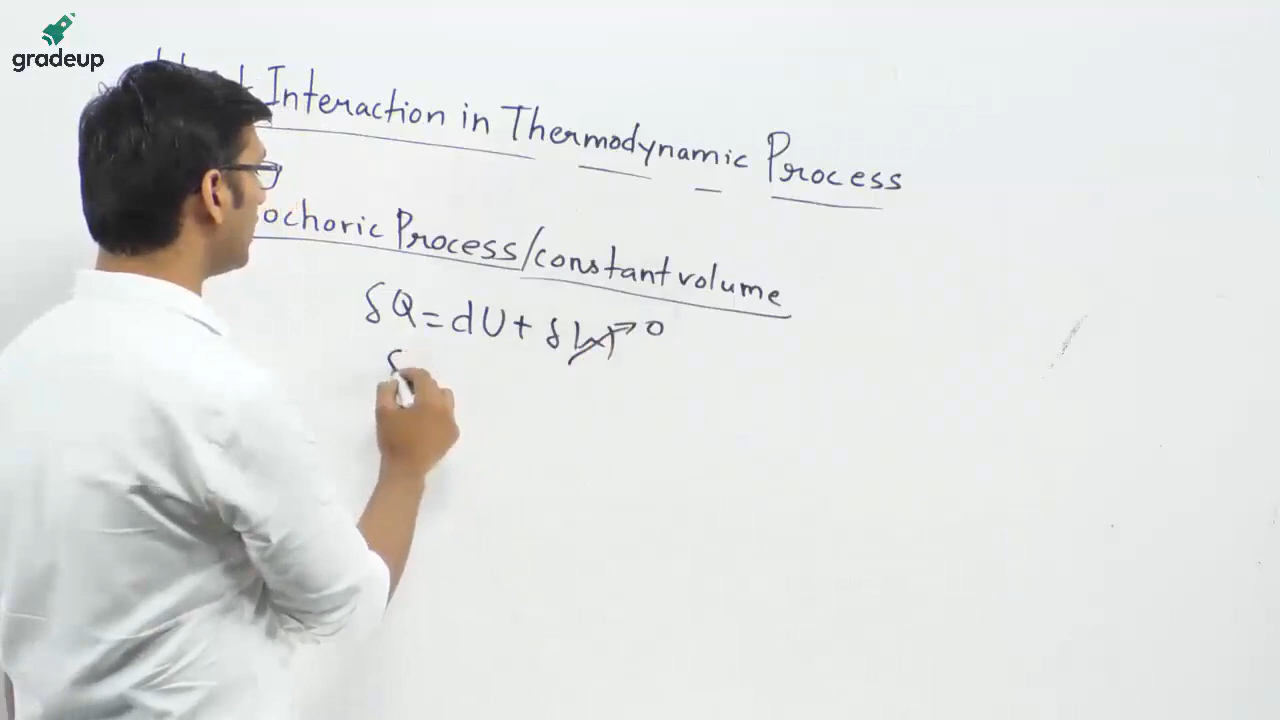 gradeup
Interaction in Thermodynamic Process
ochoric Process/constant volume
δQ = dU + δW → 0
δ